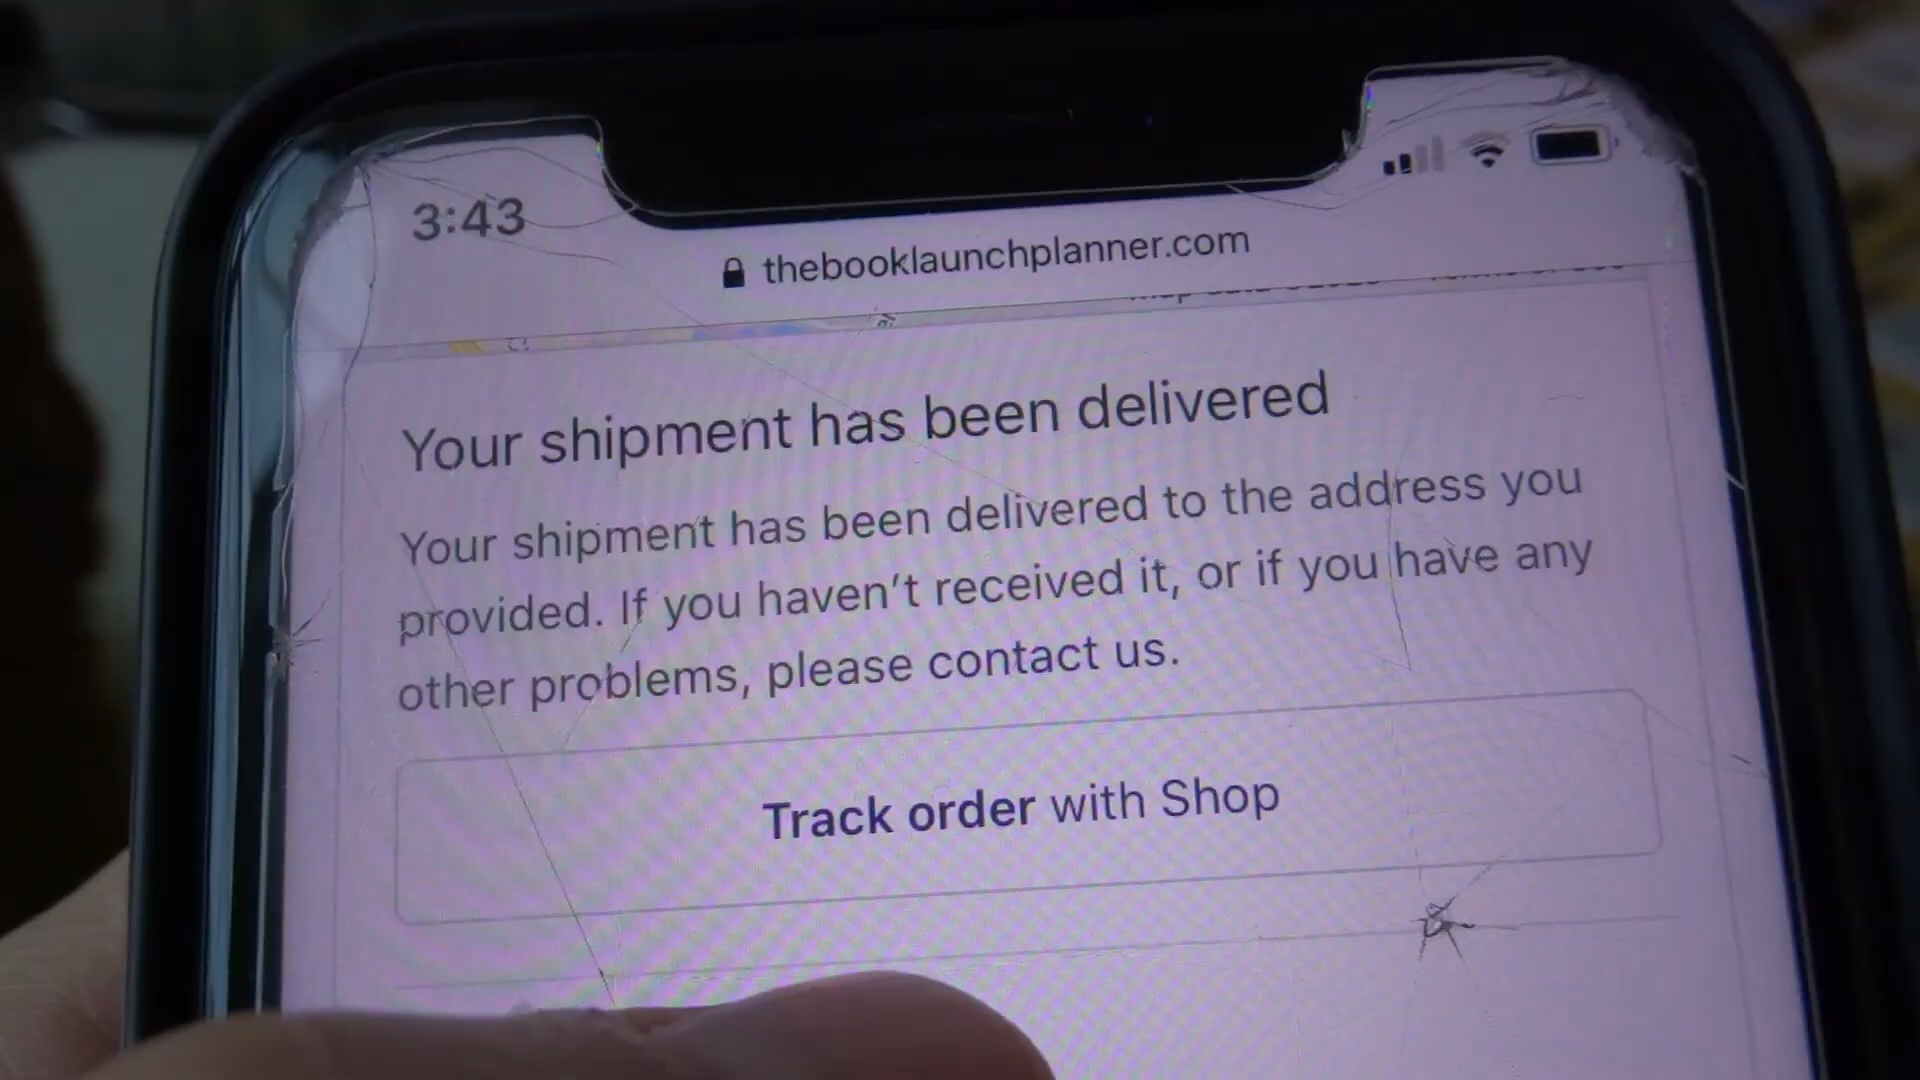 3:43
thebooklaunchplanner.com
Your shipment has been delivered
Your shipment has been delivered to the address you
provided. If you haven't received it, or if you have any
other problems, please contact us.
Track order with Shop